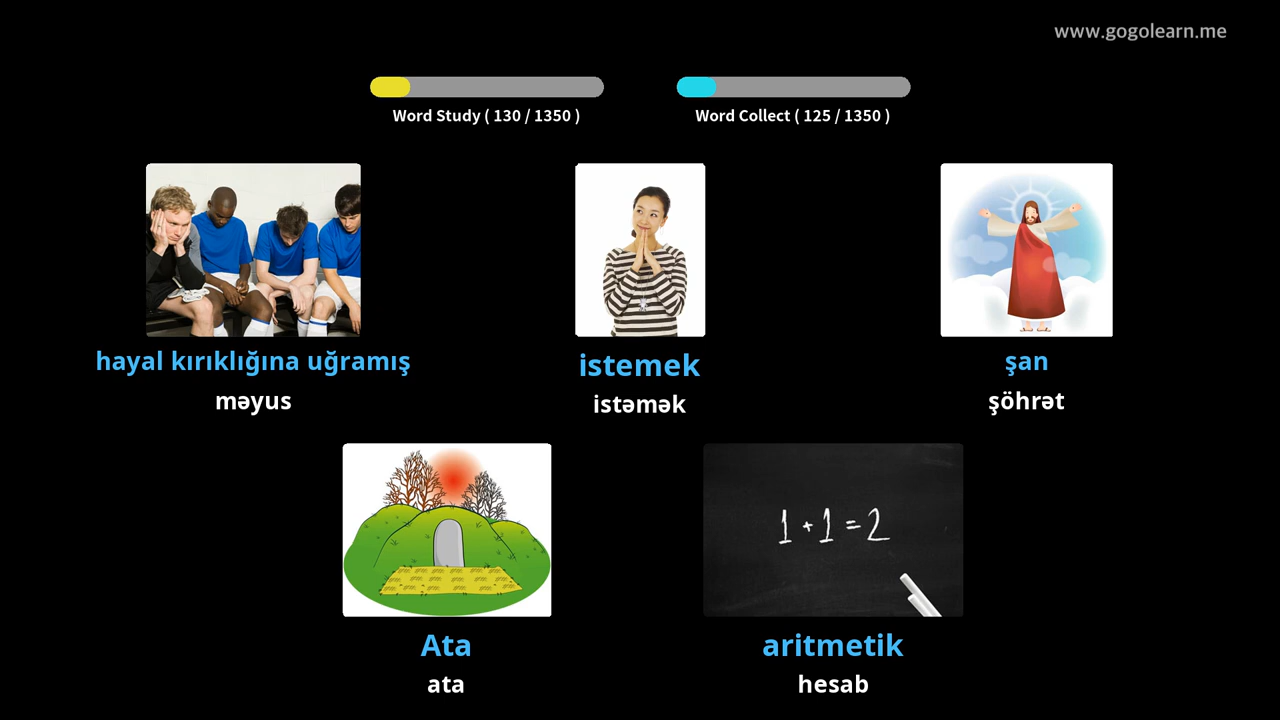 www.gogolearn.me
Word Study ( 130 / 1350 )
Word Collect ( 125 / 1350 )
hayal kırıklığına uğramış
məyus
istemek
istəmək
şan
şöhrət
1 + 1 = 2
Ata
ata
aritmetik
hesab